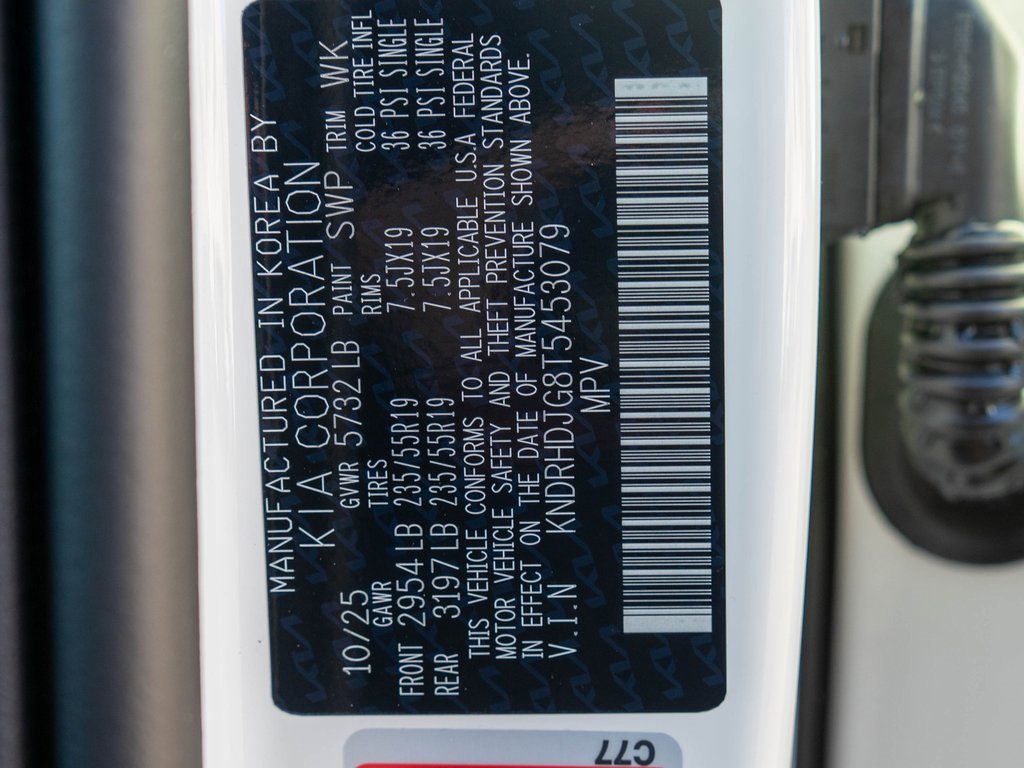 MANUFACTURED IN KOREA BY
KIA CORPORATION
10/25 GVWR 5732 LB PAINT SWP TRIM WK
GAWR TIRES RIMS COLD TIRE INFL
FRONT 2954 LB 235/55R19 7.5JX19 36 PSI SINGLE
REAR 3197 LB 235/55R19 7.5JX19 36 PSI SINGLE
THIS VEHICLE CONFORMS TO ALL APPLICABLE U.S.A FEDERAL
MOTOR VEHICLE SAFETY AND THEFT PREVENTION STANDARDS
IN EFFECT ON THE DATE OF MANUFACTURE SHOWN ABOVE.
V.I.N KNDRHDJG8T5453079
MPV
C77